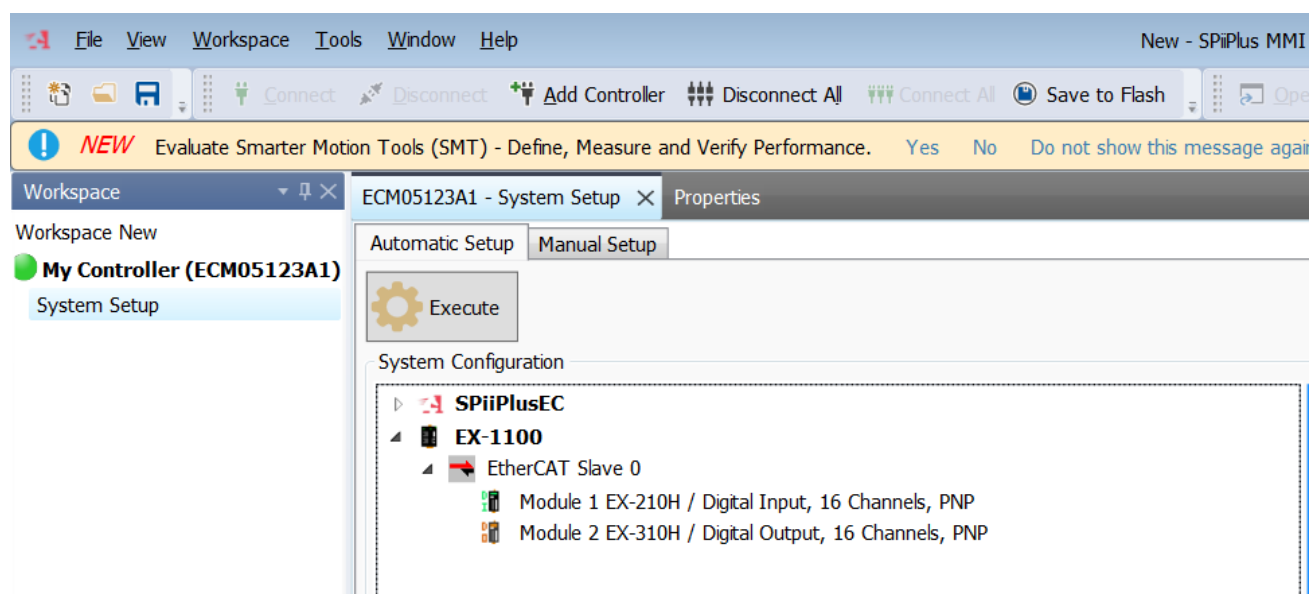 File View Workspace Tools Window Help New - SPiiPlus MMI
Connect Disconnect Add Controller Disconnect All Connect All Save to Flash Ope
NEW Evaluate Smarter Motion Tools (SMT) - Define, Measure and Verify Performance. Yes No Do not show this message agai
Workspace
ECM05123A1 - System Setup Properties
Workspace New
Automatic Setup Manual Setup
My Controller (ECM05123A1)
System Setup
Execute
System Configuration
SPiiPlusEC
EX-1100
EtherCAT Slave 0
Module 1 EX-210H / Digital Input, 16 Channels, PNP
Module 2 EX-310H / Digital Output, 16 Channels, PNP